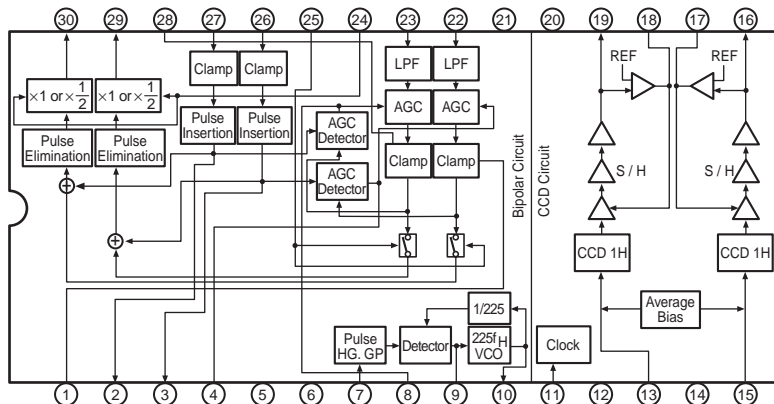 30 29 28 27 26 25 24 23 22 21 20 19 18 17 16
Clamp Clamp
LPF LPF
REF REF
×1 or × 1/2 ×1 or × 1/2
AGC AGC
Pulse Insertion Pulse Insertion
AGC Detector
Pulse Elimination Pulse Elimination
Clamp Clamp
S / H S / H
AGC Detector
Bipolar Circuit
CCD Circuit
+
+
CCD 1H CCD 1H
1/225
Average Bias
Pulse HG. GP
Detector
225fH VCO
Clock
1 2 3 4 5 6 7 8 9 10 11 12 13 14 15